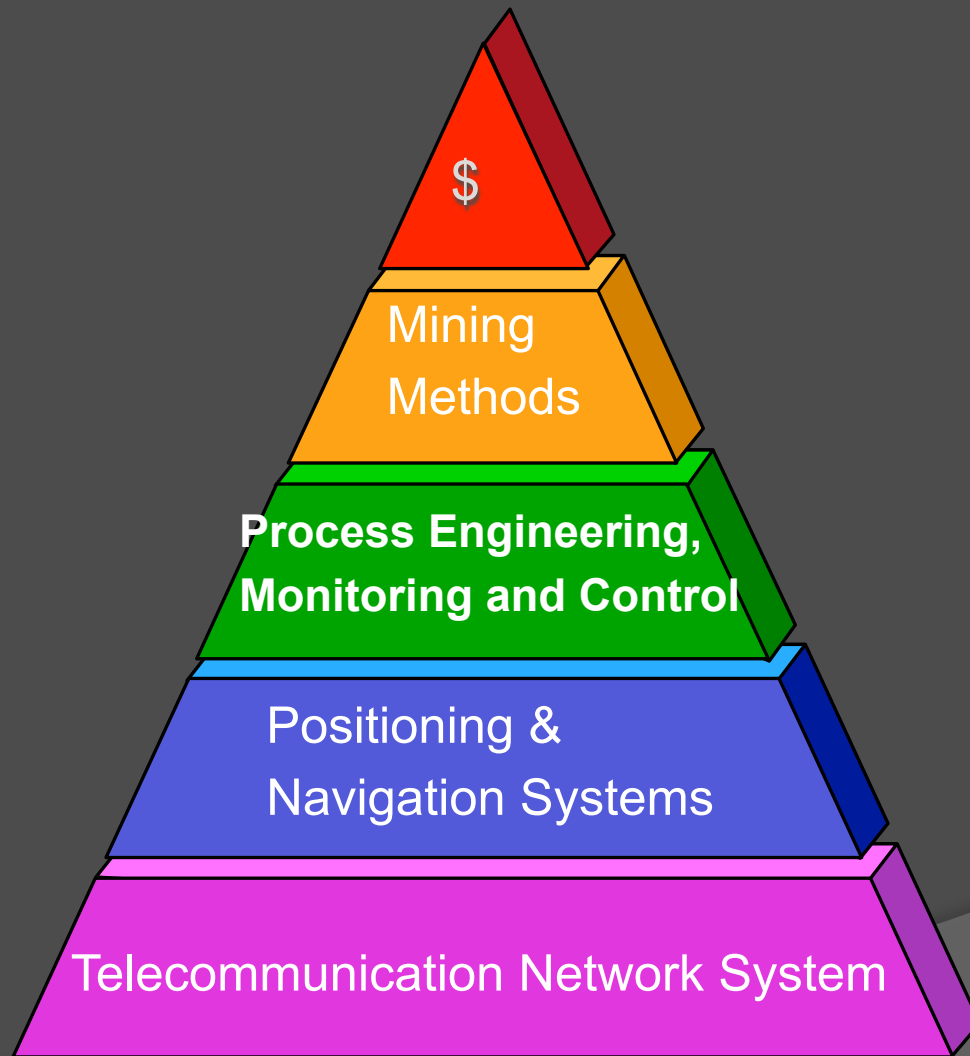 $
Mining
Methods
Process Engineering,
Monitoring and Control
Positioning &
Navigation Systems
Telecommunication Network System